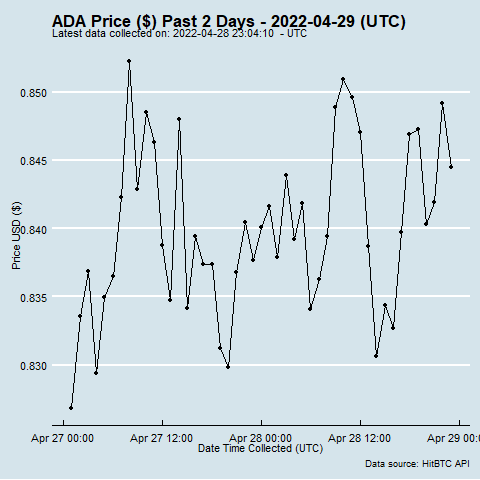 ADA Price ($) Past 2 Days - 2022-04-29 (UTC)
Latest data collected on: 2022-04-28 23:04:10 - UTC
0.850
0.845
0.840
0.835
0.830
Price USD ($)
Apr 27 00:00 Apr 27 12:00 Apr 28 00:00 Apr 28 12:00 Apr 29 00:
Date Time Collected (UTC)
Data source: HitBTC API